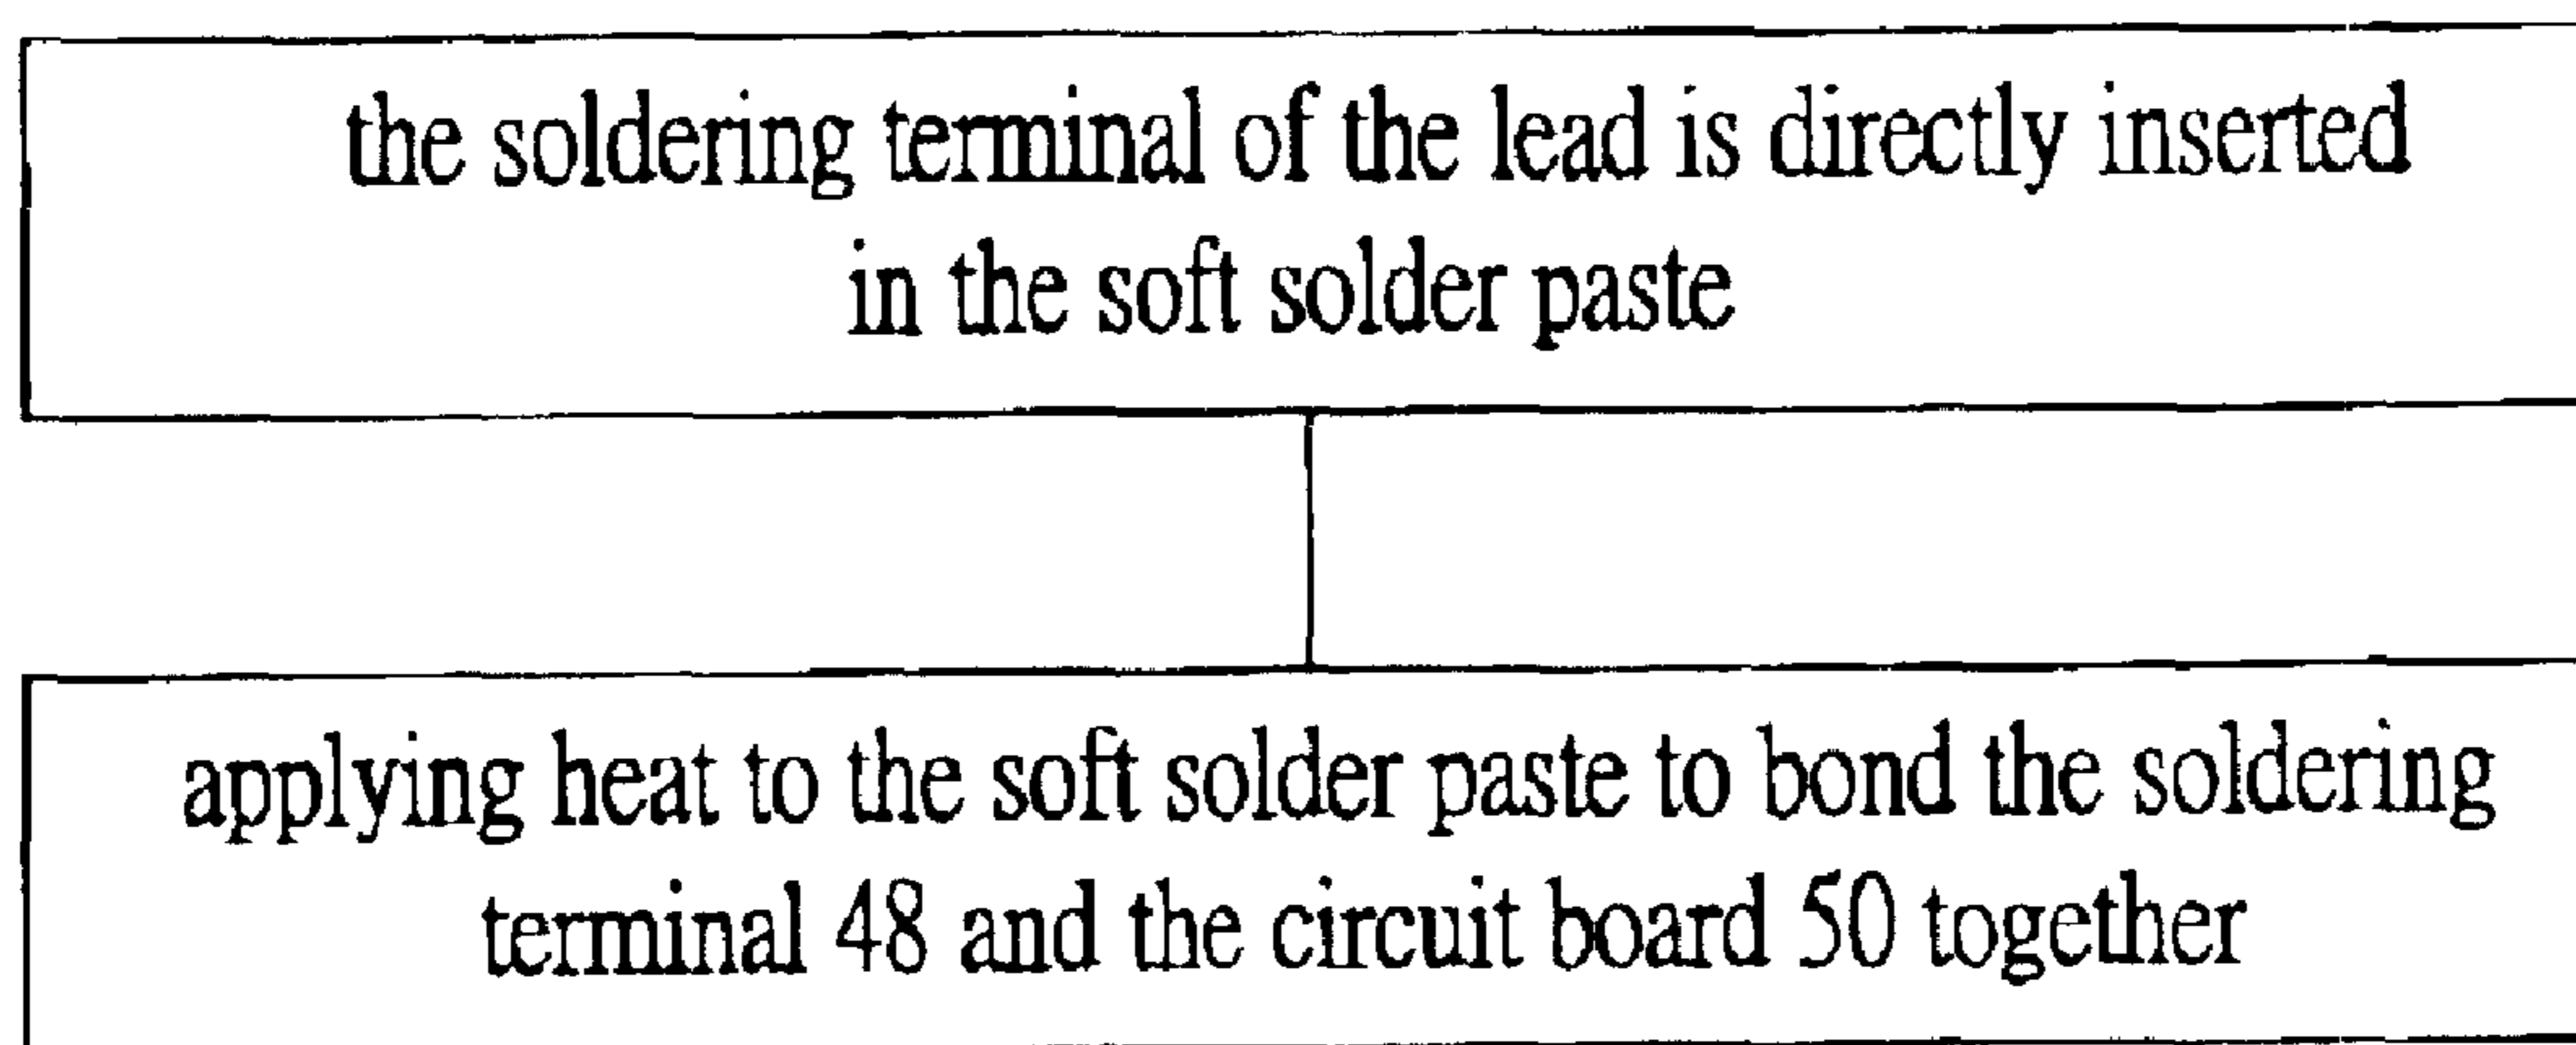 the soldering terminal of the lead is directly inserted
in the soft solder paste
applying heat to the soft solder paste to bond the soldering
terminal 48 and the circuit board 50 together